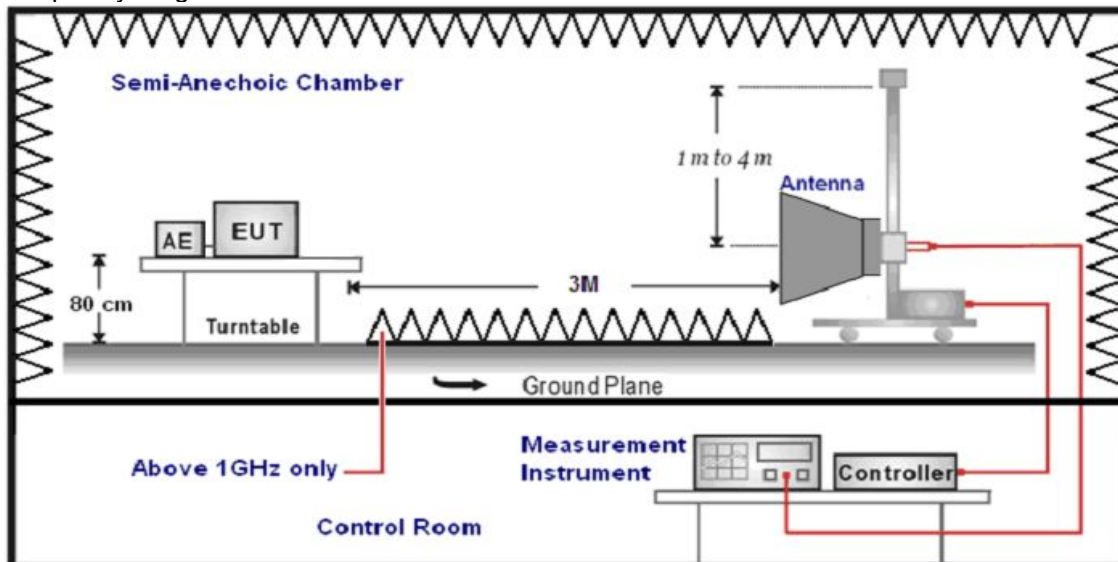 Semi-Anechoic Chamber
1 m to 4 m
Antenna
AE
EUT
3M
80 cm
Turntable
Ground Plane
Above 1GHz only
Measurement
Instrument
Controller
Control Room